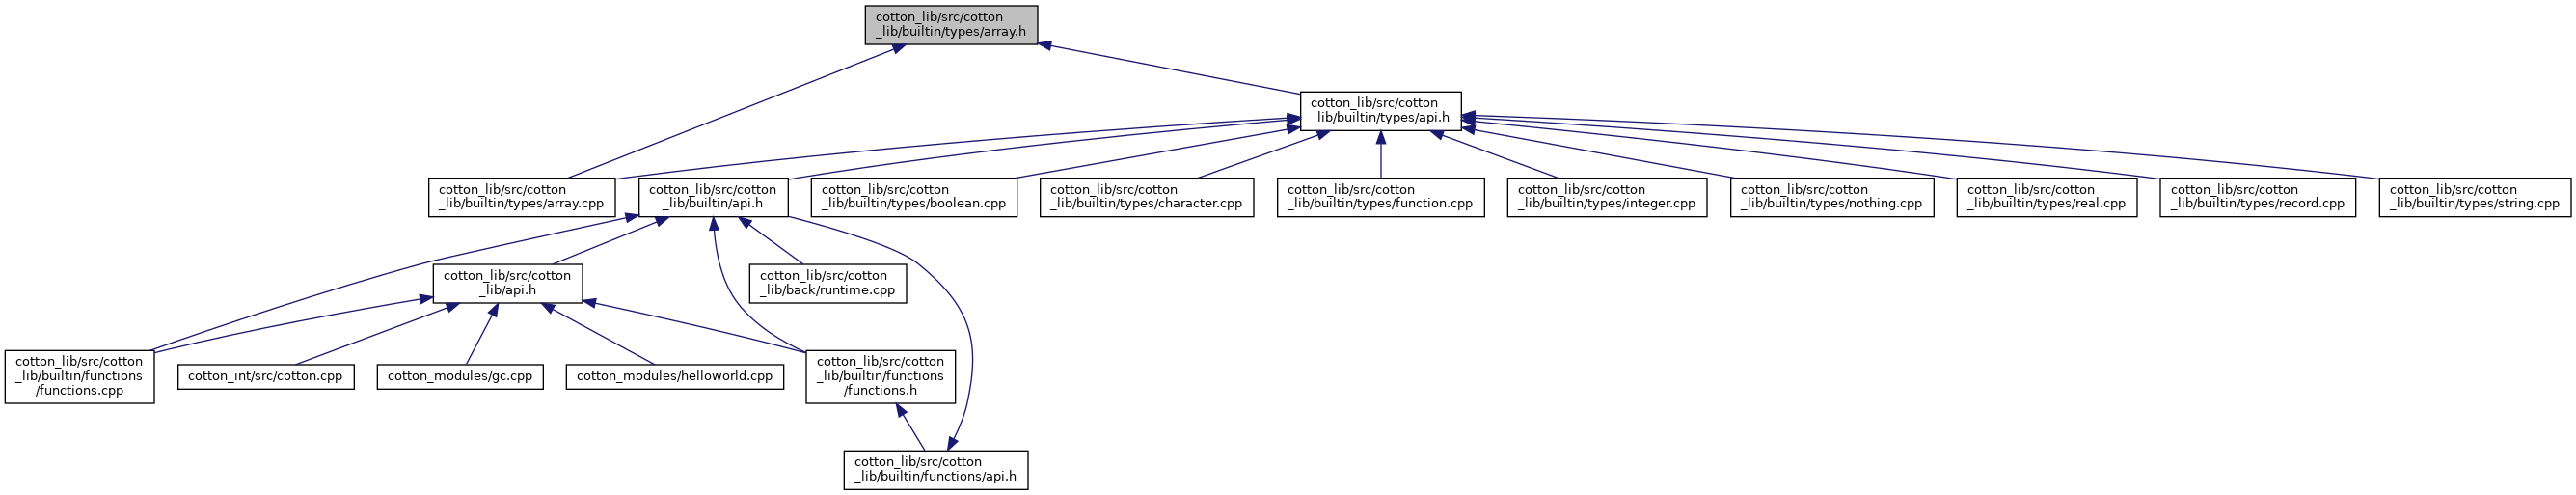 cotton_lib/src/cotton
_lib/builtin/types/array.h
cotton_lib/src/cotton
_lib/builtin/types/api.h
cotton_lib/src/cotton
_lib/builtin/types/array.cpp
cotton_lib/src/cotton
_lib/builtin/api.h
cotton_lib/src/cotton
_lib/builtin/types/boolean.cpp
cotton_lib/src/cotton
_lib/builtin/types/character.cpp
cotton_lib/src/cotton
_lib/builtin/types/function.cpp
cotton_lib/src/cotton
_lib/builtin/types/integer.cpp
cotton_lib/src/cotton
_lib/builtin/types/nothing.cpp
cotton_lib/src/cotton
_lib/builtin/types/real.cpp
cotton_lib/src/cotton
_lib/builtin/types/record.cpp
cotton_lib/src/cotton
_lib/builtin/types/string.cpp
cotton_lib/src/cotton
_lib/api.h
cotton_lib/src/cotton
_lib/back/runtime.cpp
cotton_lib/src/cotton
_lib/builtin/functions
/functions.cpp
cotton_int/src/cotton.cpp
cotton_modules/gc.cpp
cotton_modules/helloworld.cpp
cotton_lib/src/cotton
_lib/builtin/functions
/functions.h
cotton_lib/src/cotton
_lib/builtin/functions/api.h